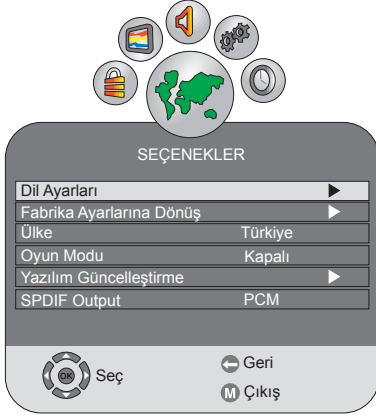 SEÇENEKLER
Dil Ayarları
Fabrika Ayarlarına Dönüş
Ülke Türkiye
Oyun Modu Kapalı
Yazılım Güncelleştirme
SPDIF Output PCM
OK Seç
Geri
M Çıkış